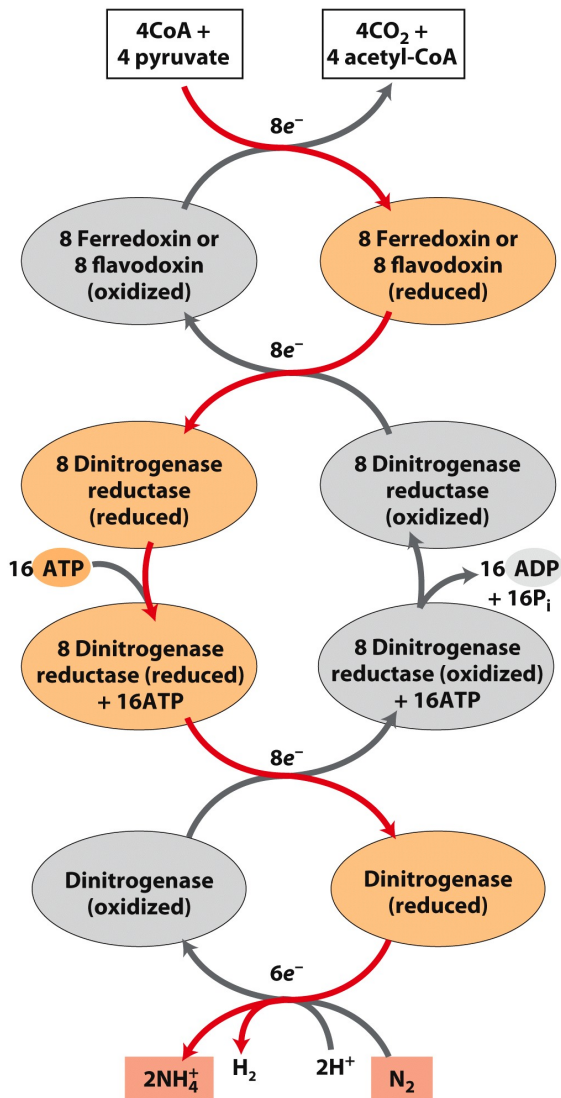 4CoA +
4 pyruvate
4CO₂ +
4 acetyl-CoA
8e⁻
8 Ferredoxin or
8 flavodoxin
(oxidized)
8 Ferredoxin or
8 flavodoxin
(reduced)
8e⁻
8 Dinitrogenase
reductase
(reduced)
8 Dinitrogenase
reductase
(oxidized)
16 ATP
16 ADP
+ 16Pᵢ
8 Dinitrogenase
reductase (reduced)
+ 16ATP
8 Dinitrogenase
reductase (oxidized)
+ 16ATP
8e⁻
Dinitrogenase
(oxidized)
Dinitrogenase
(reduced)
6e⁻
2NH₄⁺
H₂
2H⁺
N₂